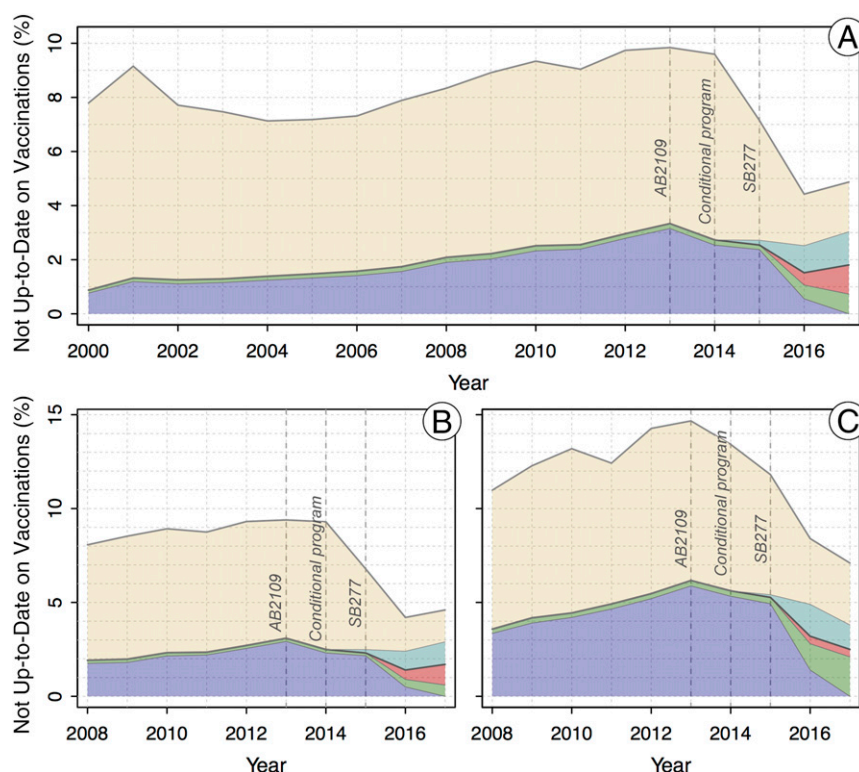 A
Not Up-to-Date on Vaccinations (%)
10
8
6
4
2
0
AB2109
Conditional program
SB277
2000 2002 2004 2006 2008 2010 2012 2014 2016
Year
B
Not Up-to-Date on Vaccinations (%)
15
10
5
0
AB2109
Conditional program
SB277
2008 2010 2012 2014 2016
Year
C
AB2109
Conditional program
SB277
2008 2010 2012 2014 2016
Year